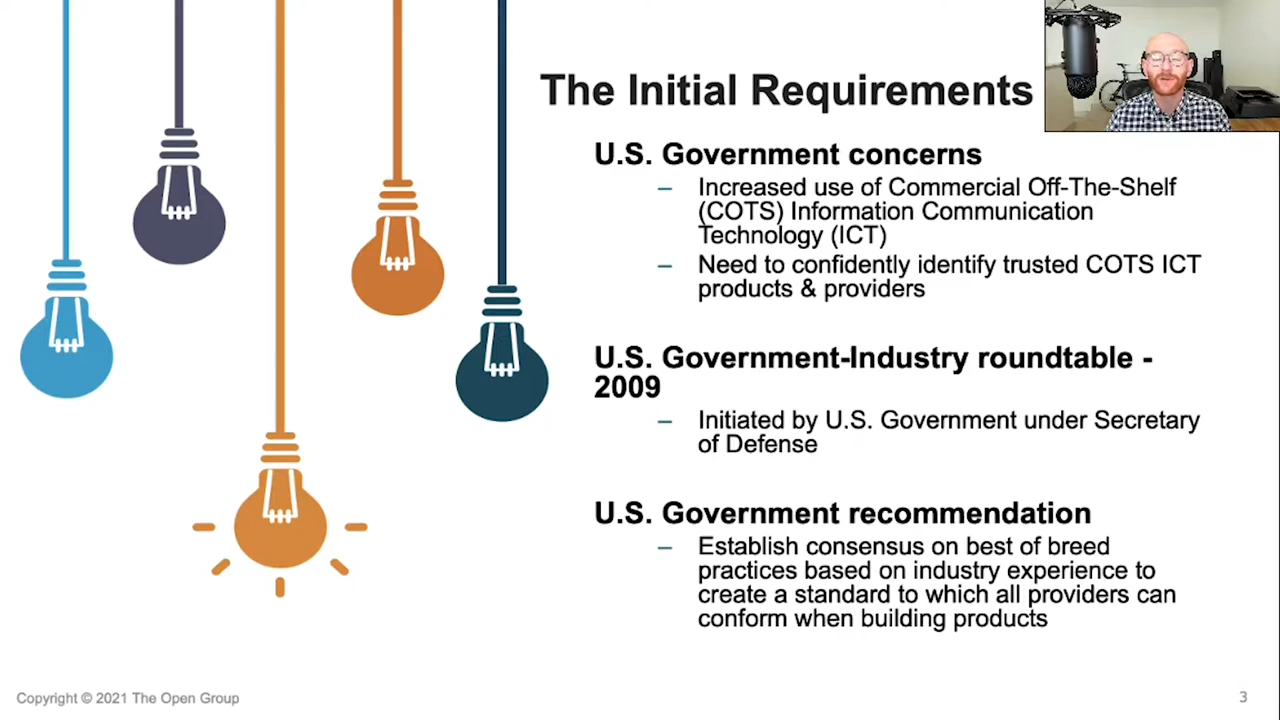 The Initial Requirements
U.S. Government concerns
– Increased use of Commercial Off-The-Shelf
(COTS) Information Communication
Technology (ICT)
– Need to confidently identify trusted COTS ICT
products & providers
U.S. Government-Industry roundtable -
2009
– Initiated by U.S. Government under Secretary
of Defense
U.S. Government recommendation
– Establish consensus on best of breed
practices based on industry experience to
create a standard to which all providers can
conform when building products
Copyright © 2021 The Open Group
3